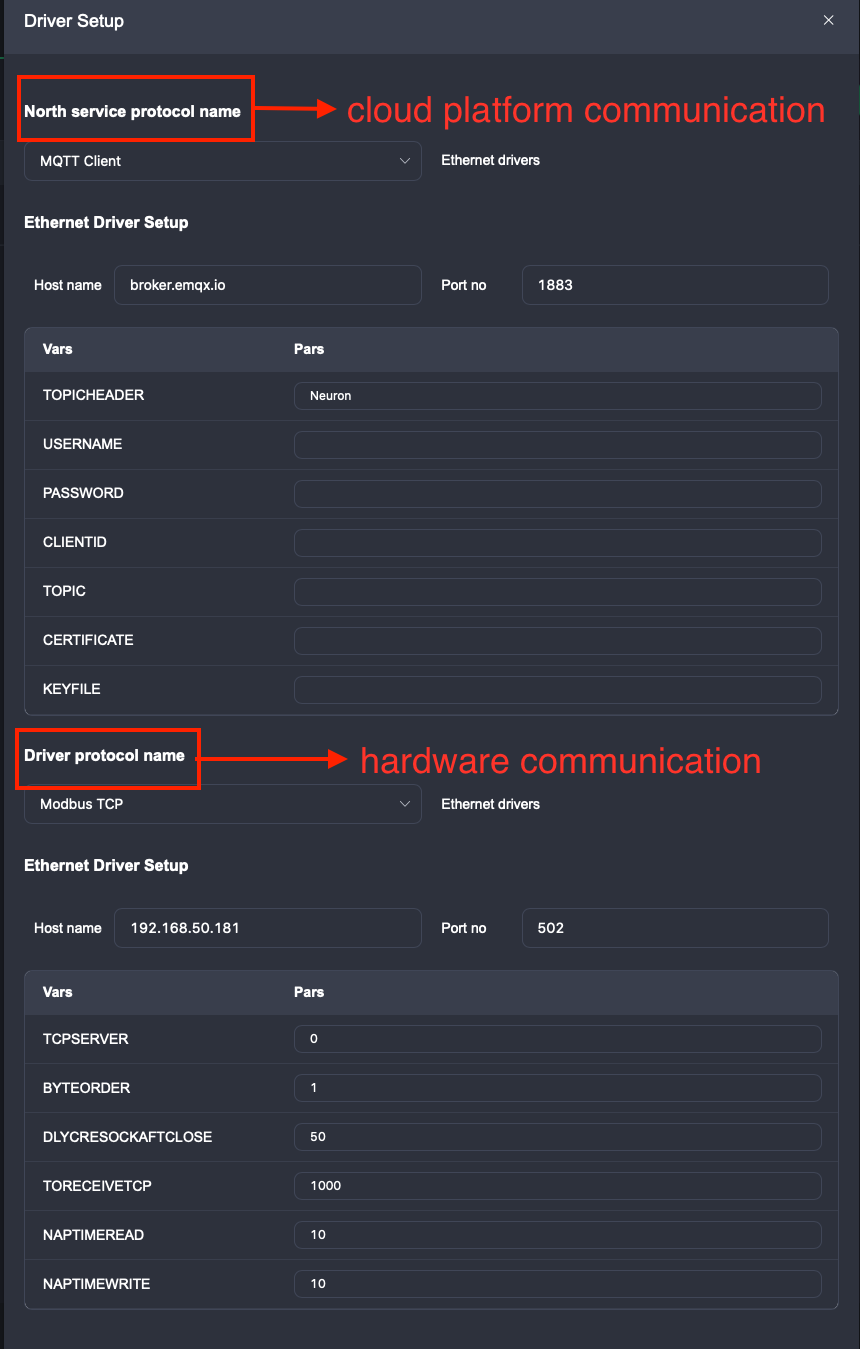 Driver Setup
North service protocol name
cloud platform communication
MQTT Client Ethernet drivers
Ethernet Driver Setup
Host name broker.emqx.io Port no 1883
Vars Pars
TOPICHEADER Neuron
USERNAME
PASSWORD
CLIENTID
TOPIC
CERTIFICATE
KEYFILE
Driver protocol name
hardware communication
Modbus TCP Ethernet drivers
Ethernet Driver Setup
Host name 192.168.50.181 Port no 502
Vars Pars
TCPSERVER 0
BYTEORDER 1
DLYCRESOCKAFTCLOSE 50
TORECEIVETCP 1000
NAPTIMEREAD 10
NAPTIMEWRITE 10